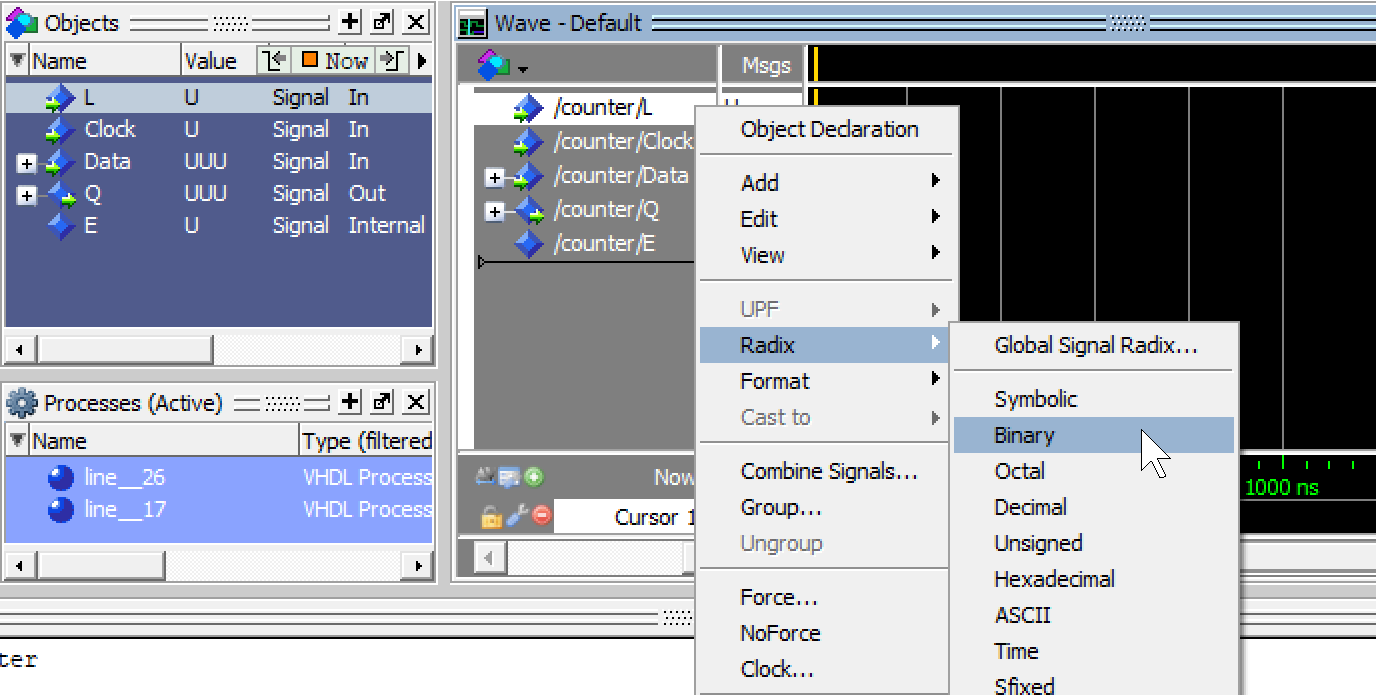 Objects
Name Value Now
L U Signal In
Clock U Signal In
Data UUU Signal In
Q UUU Signal Out
E U Signal Internal
Processes (Active)
Name Type (filtered
line__26 VHDL Process
line__17 VHDL Process
ter
Wave - Default
Msgs
/counter/L
/counter/Clock
/counter/Data
/counter/Q
/counter/E
Now
Cursor 1
1000 ns
Object Declaration
Add
Edit
View
UPF
Radix
Format
Cast to
Combine Signals...
Group...
Ungroup
Force...
NoForce
Clock...
Global Signal Radix...
Symbolic
Binary
Octal
Decimal
Unsigned
Hexadecimal
ASCII
Time
Sfixed